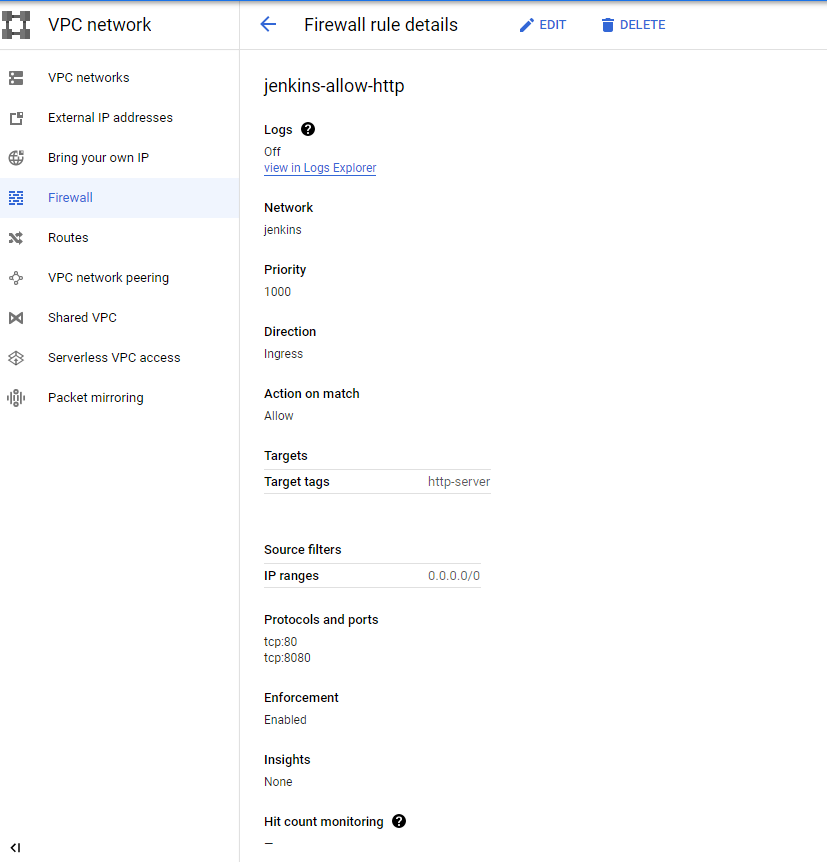 VPC network
VPC networks
External IP addresses
Bring your own IP
Firewall
Routes
VPC network peering
Shared VPC
Serverless VPC access
Packet mirroring
Firewall rule details
EDIT
DELETE
jenkins-allow-http
Logs ?
Off
view in Logs Explorer
Network
jenkins
Priority
1000
Direction
Ingress
Action on match
Allow
Targets
Target tags http-server
Source filters
IP ranges 0.0.0.0/0
Protocols and ports
tcp:80
tcp:8080
Enforcement
Enabled
Insights
None
Hit count monitoring ?
—